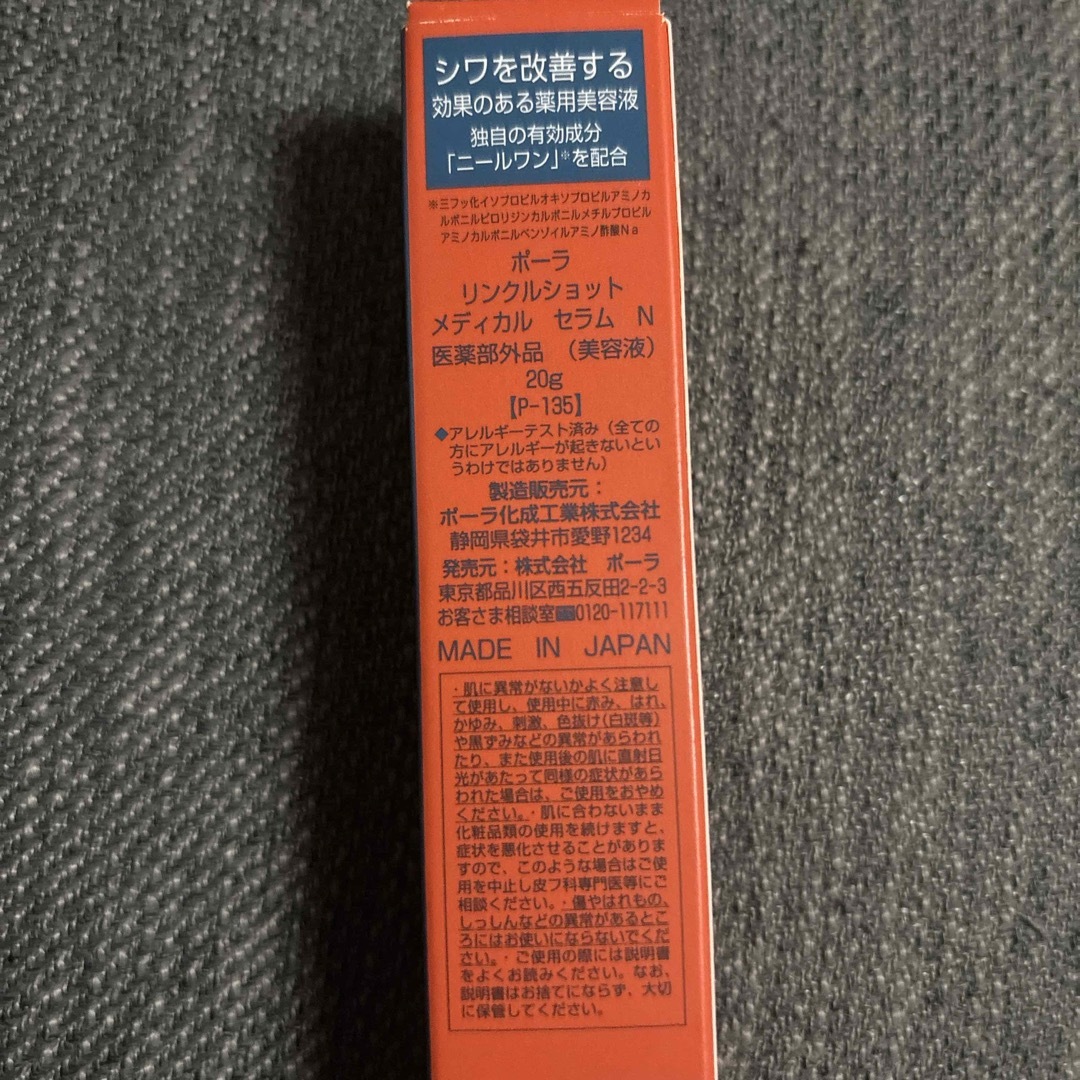 シワを改善する
効果のある薬用美容液
独自の有効成分
「ニールワン」※を配合
※三フッ化イソプロピルオキソプロピルアミノカ
ルボニルピロリジンカルボニルメチルプロピル
アミノカルボニルベンゾイルアミノ酢酸Na
ポーラ
リンクルショット
メディカル セラム N
医薬部外品 （美容液）
20g
【P-135】
◆アレルギーテスト済み（全ての
方にアレルギーが起きないとい
うわけではありません）
製造販売元：
ポーラ化成工業株式会社
静岡県袋井市愛野1234
発売元：株式会社 ポーラ
東京都品川区西五反田2-2-3
お客さま相談室0120-117111
MADE IN JAPAN
・肌に異常がないかよく注意し
て使用し、使用中に赤み、はれ、
かゆみ、刺激、色抜け（白斑等）
や黒ずみなどの異常があらわれ
たり、また使用後の肌に直射日
光があたって同様の症状があら
われた場合は、ご使用をおやめ
ください。・肌に合わないまま
化粧品類の使用を続けますと、
症状を悪化させることがありま
すので、このような場合はご使
用を中止し皮フ科専門医等にご
相談ください。・傷やはれもの、
しっしんなどの異常があるとこ
ろにはお使いにならないでくだ
さい。・ご使用の際には説明書
をよくお読みください。なお、
説明書はお捨てにならず、大切
に保管してください。